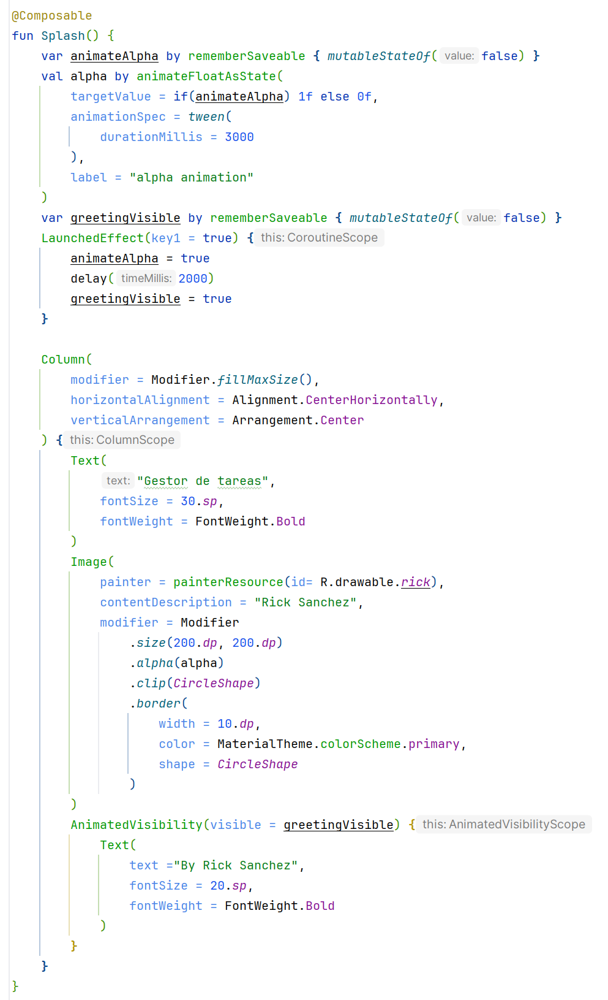 @Composable
fun Splash() {
    var animateAlpha by rememberSaveable { mutableStateOf( value: false) }
    val alpha by animateFloatAsState(
        targetValue = if(animateAlpha) 1f else 0f,
        animationSpec = tween(
            durationMillis = 3000
        ),
        label = "alpha animation"
    )
    var greetingVisible by rememberSaveable { mutableStateOf( value: false) }
    LaunchedEffect(key1 = true) { this: CoroutineScope
        animateAlpha = true
        delay( timeMillis: 2000)
        greetingVisible = true
    }

    Column(
        modifier = Modifier.fillMaxSize(),
        horizontalAlignment = Alignment.CenterHorizontally,
        verticalArrangement = Arrangement.Center
    ) { this: ColumnScope
        Text(
            text: "Gestor de tareas",
            fontSize = 30.sp,
            fontWeight = FontWeight.Bold
        )
        Image(
            painter = painterResource(id= R.drawable.rick),
            contentDescription = "Rick Sanchez",
            modifier = Modifier
                .size(200.dp, 200.dp)
                .alpha(alpha)
                .clip(CircleShape)
                .border(
                    width = 10.dp,
                    color = MaterialTheme.colorScheme.primary,
                    shape = CircleShape
                )
        )
        AnimatedVisibility(visible = greetingVisible) { this: AnimatedVisibilityScope
            Text(
                text ="By Rick Sanchez",
                fontSize = 20.sp,
                fontWeight = FontWeight.Bold
            )
        }
    }
}